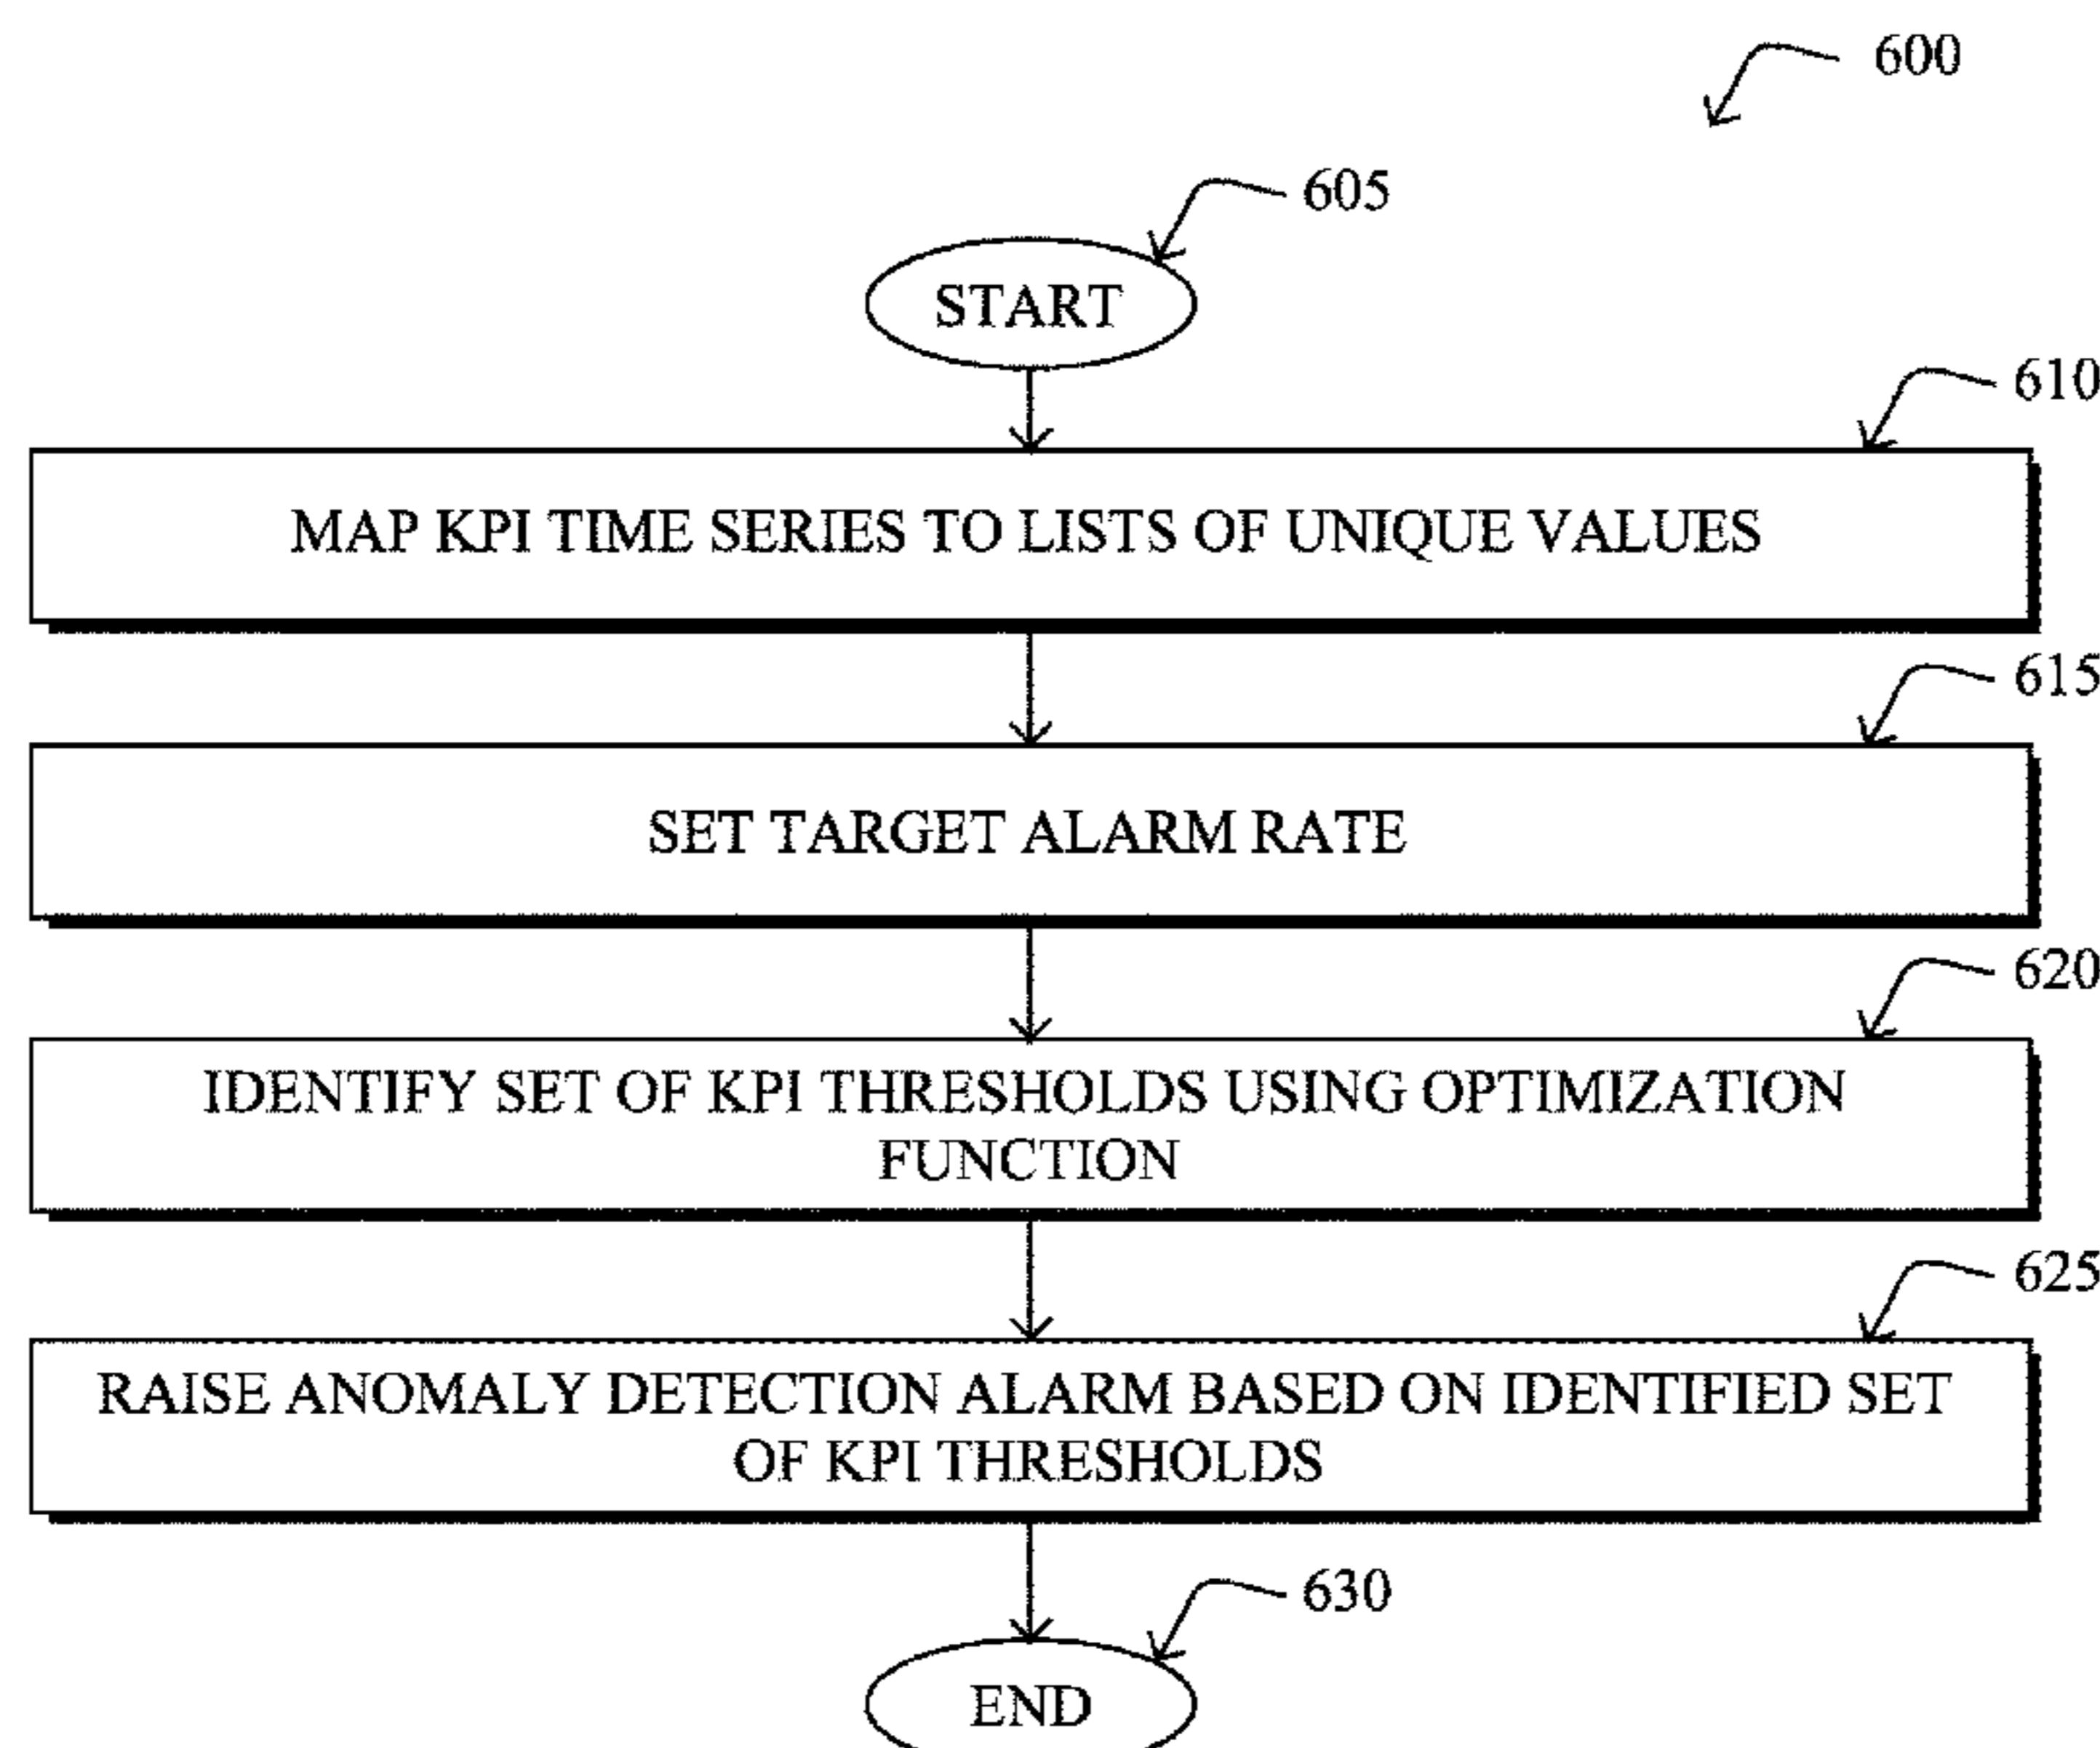 600
605
START
610
MAP KPI TIME SERIES TO LISTS OF UNIQUE VALUES
615
SET TARGET ALARM RATE
620
IDENTIFY SET OF KPI THRESHOLDS USING OPTIMIZATION
FUNCTION
625
RAISE ANOMALY DETECTION ALARM BASED ON IDENTIFIED SET
OF KPI THRESHOLDS
630
END